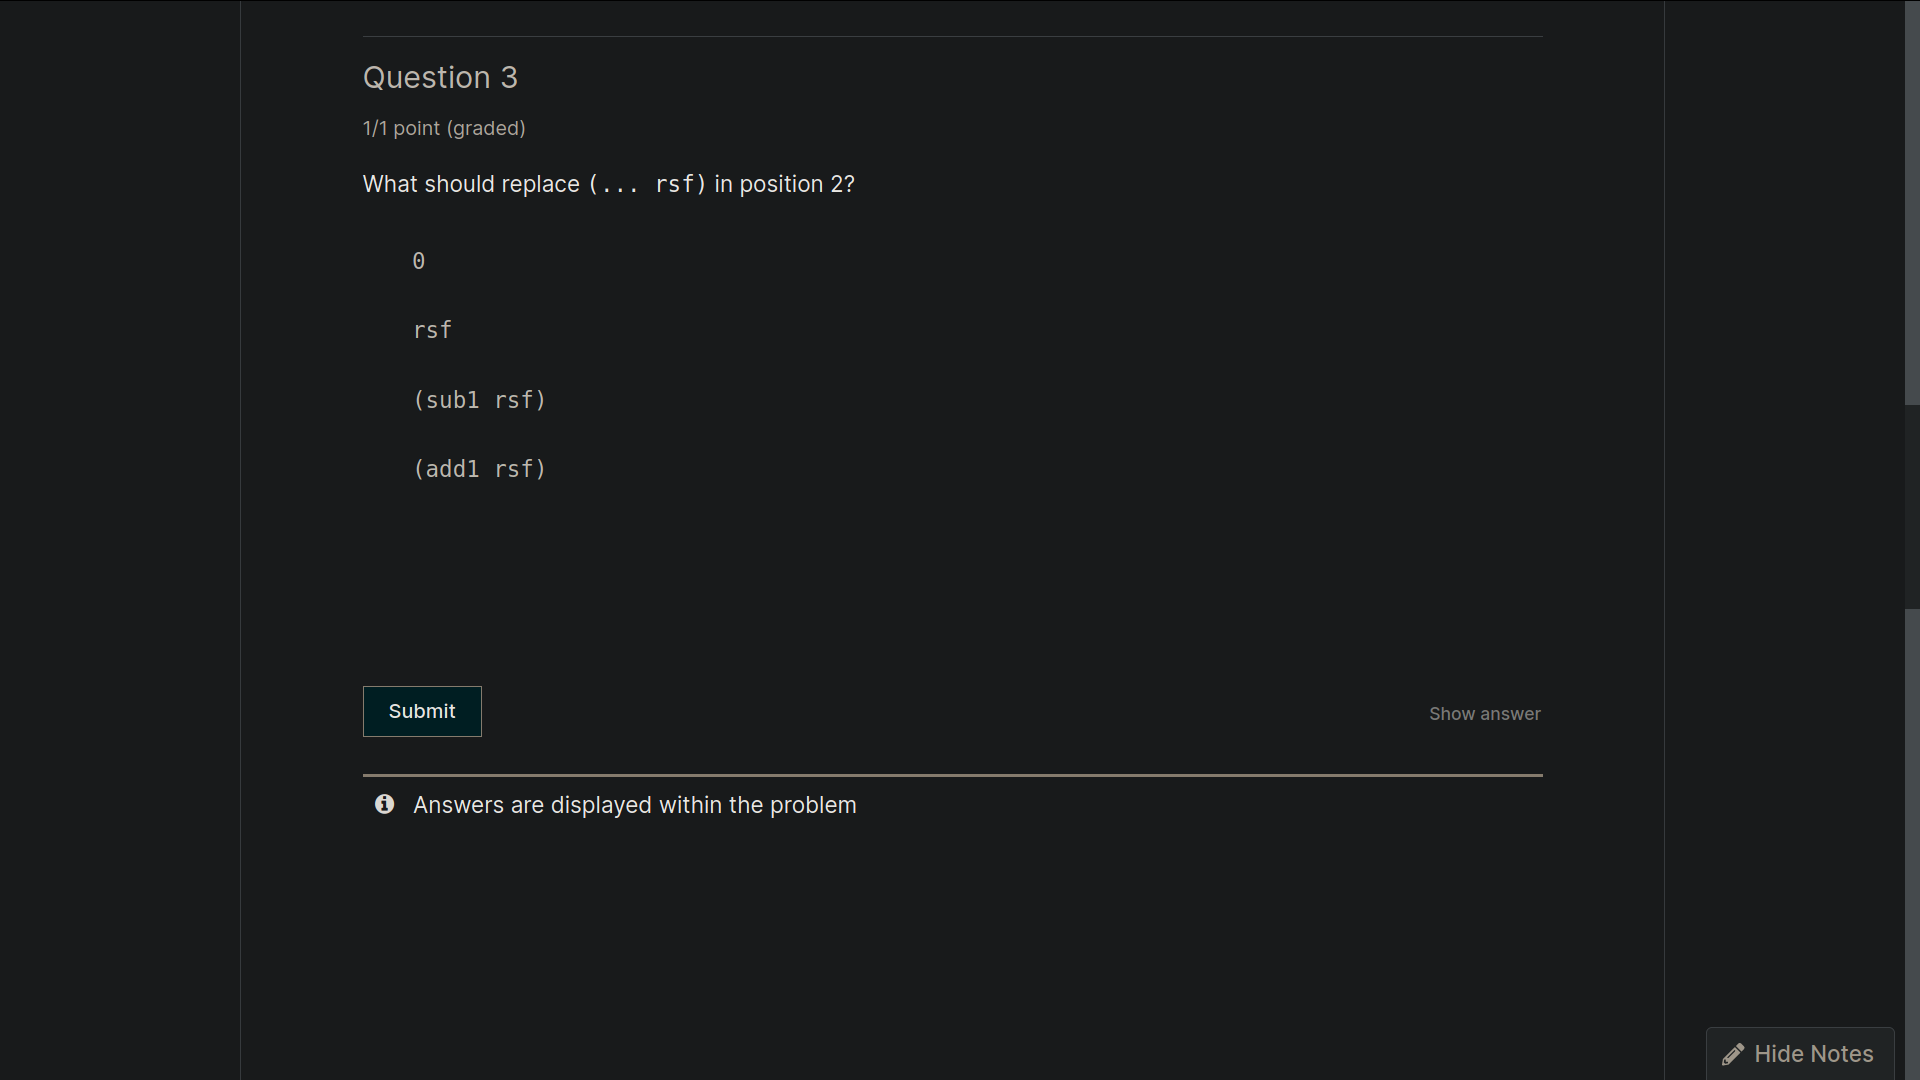 Question 3
1/1 point (graded)
What should replace (... rsf) in position 2?
0
rsf
(sub1 rsf)
(add1 rsf)
Submit
Show answer
Answers are displayed within the problem
Hide Notes